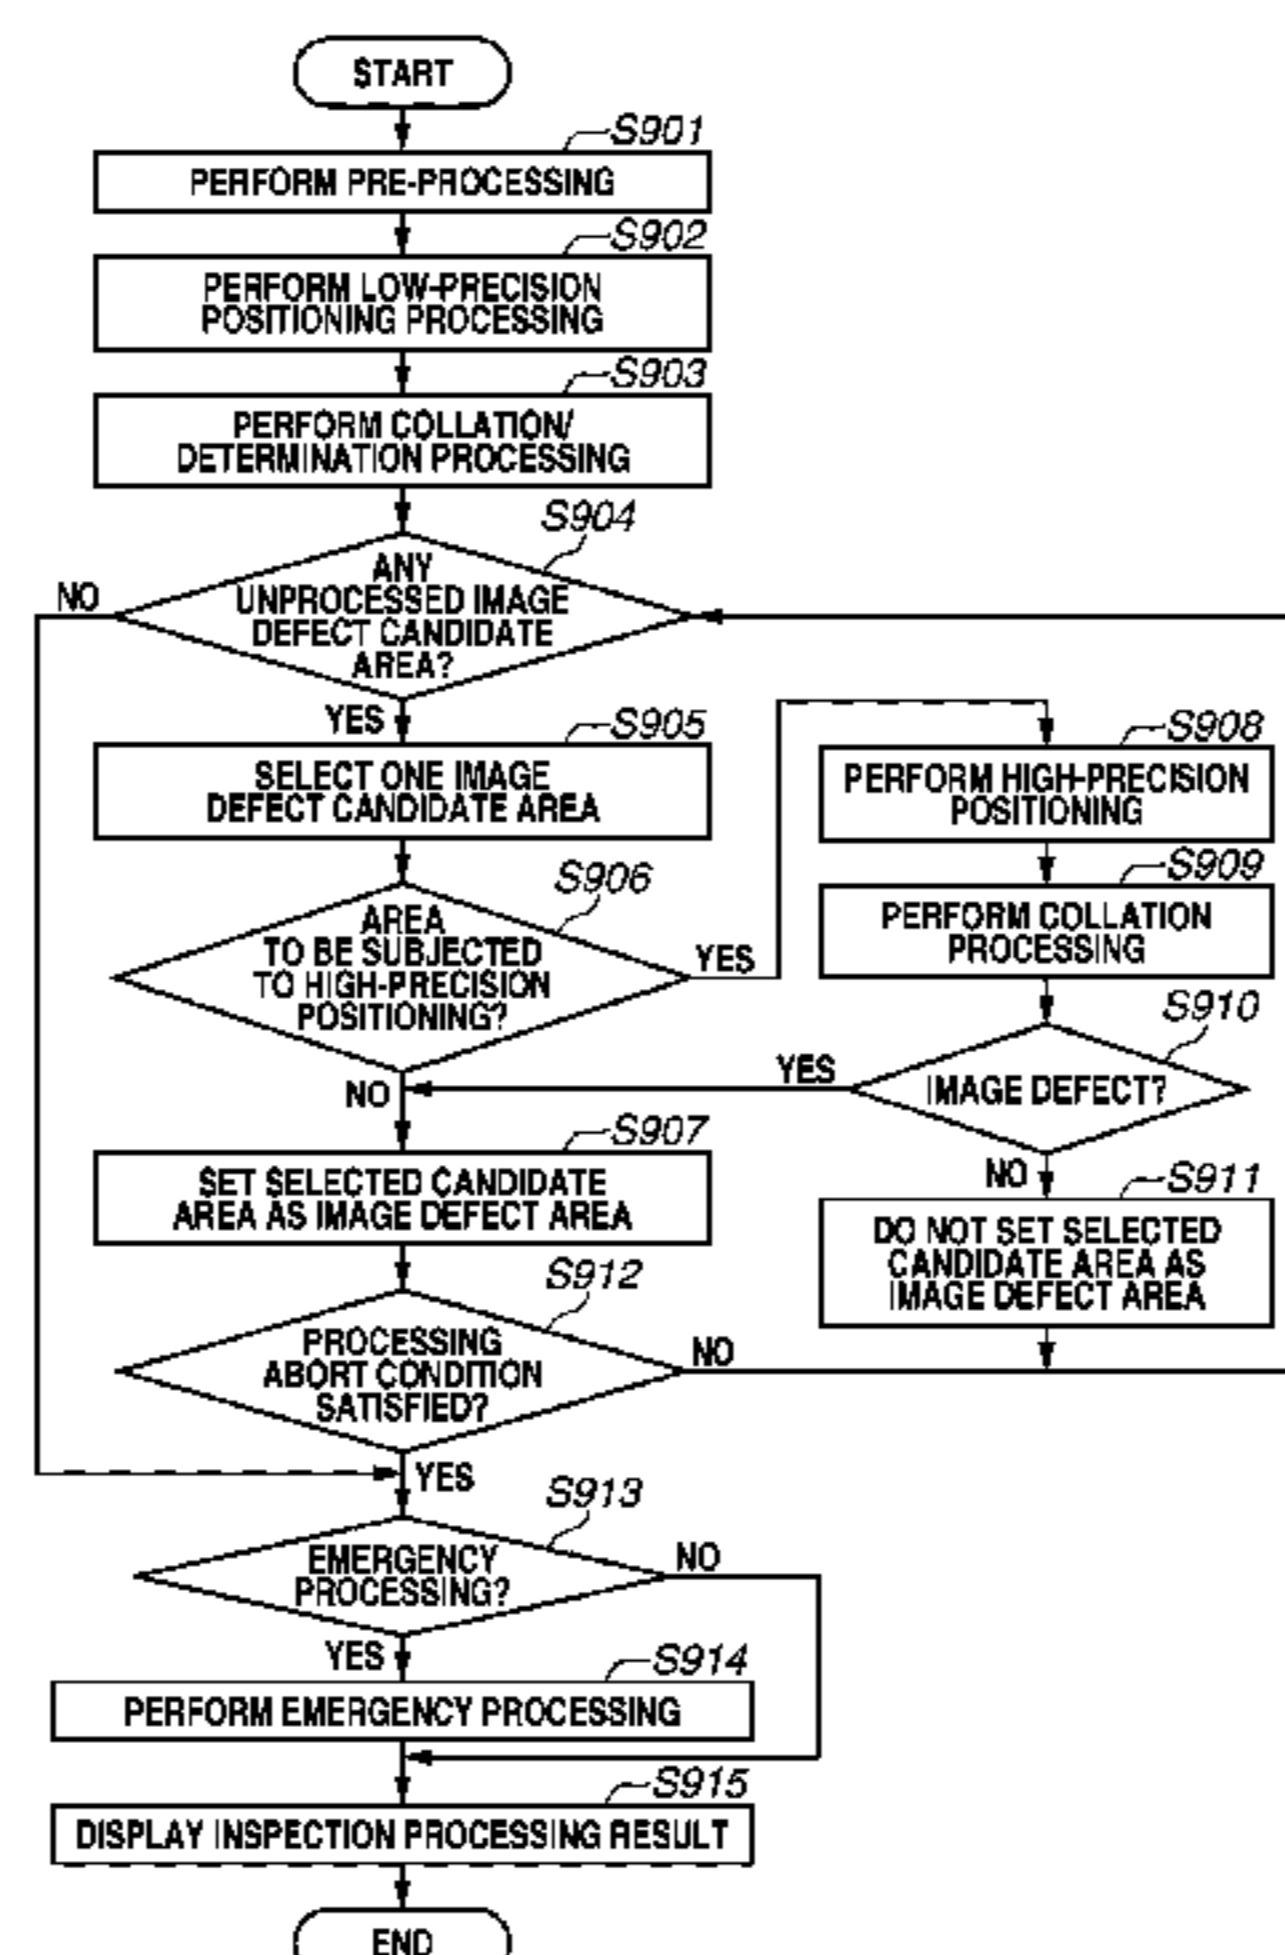 START
S901
PERFORM PRE-PROCESSING
S902
PERFORM LOW-PRECISION
POSITIONING PROCESSING
S903
PERFORM COLLATION/
DETERMINATION PROCESSING
S904
ANY
UNPROCESSED IMAGE
DEFECT CANDIDATE
AREA?
NO
YES
S905
SELECT ONE IMAGE
DEFECT CANDIDATE AREA
S906
AREA
TO BE SUBJECTED
TO HIGH-PRECISION
POSITIONING?
YES
NO
S908
PERFORM HIGH-PRECISION
POSITIONING
S909
PERFORM COLLATION
PROCESSING
S910
IMAGE DEFECT?
YES
NO
S911
DO NOT SET SELECTED
CANDIDATE AREA AS
IMAGE DEFECT AREA
S907
SET SELECTED CANDIDATE
AREA AS IMAGE DEFECT AREA
S912
PROCESSING
ABORT CONDITION
SATISFIED?
NO
YES
S913
EMERGENCY
PROCESSING?
NO
YES
S914
PERFORM EMERGENCY PROCESSING
S915
DISPLAY INSPECTION PROCESSING RESULT
END